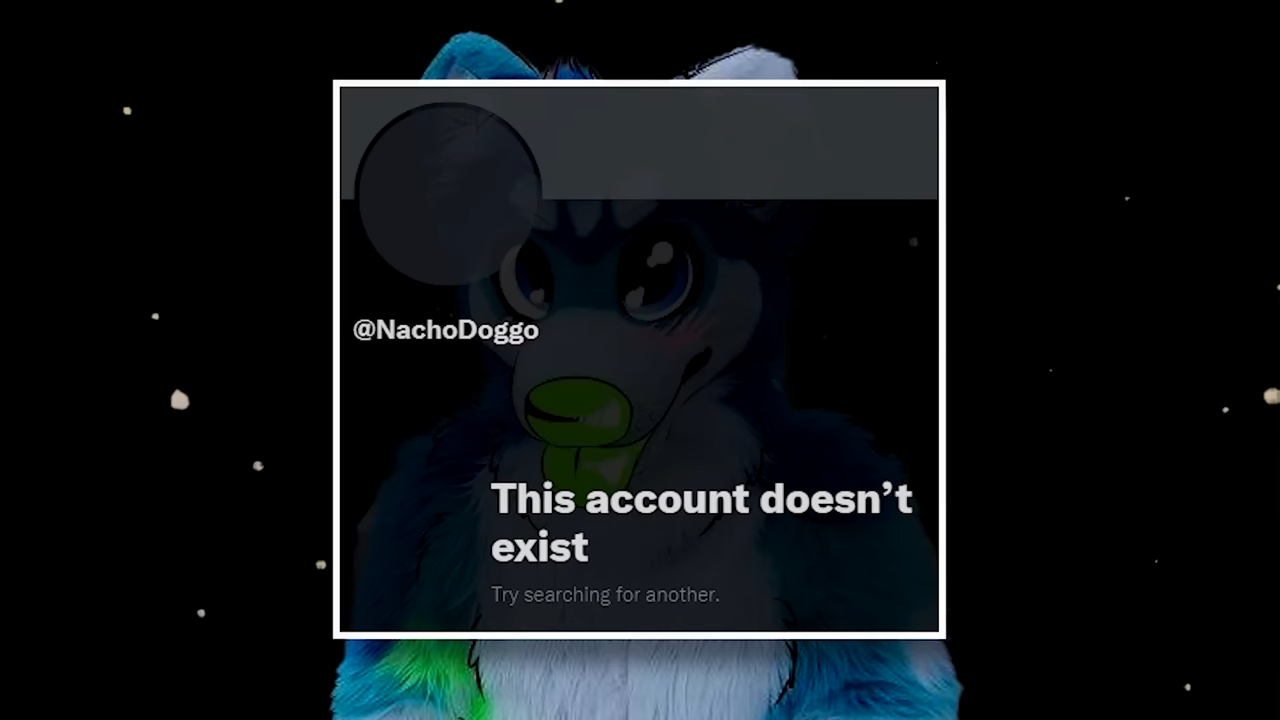 @NachoDoggo
This account doesn’t
exist
Try searching for another.